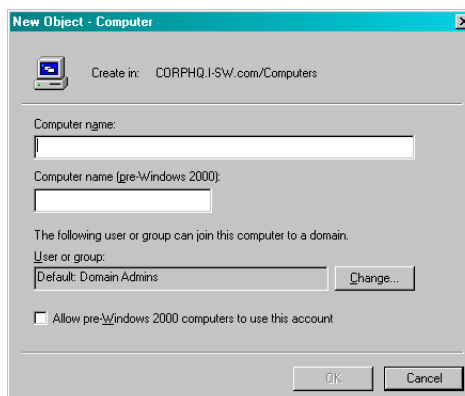 New Object - Computer
Create in: CORPHQ.I-SW.com/Computers
Computer name:
Computer name (pre-Windows 2000):
The following user or group can join this computer to a domain.
User or group:
Default: Domain Admins
Change...
Allow pre-Windows 2000 computers to use this account
OK Cancel